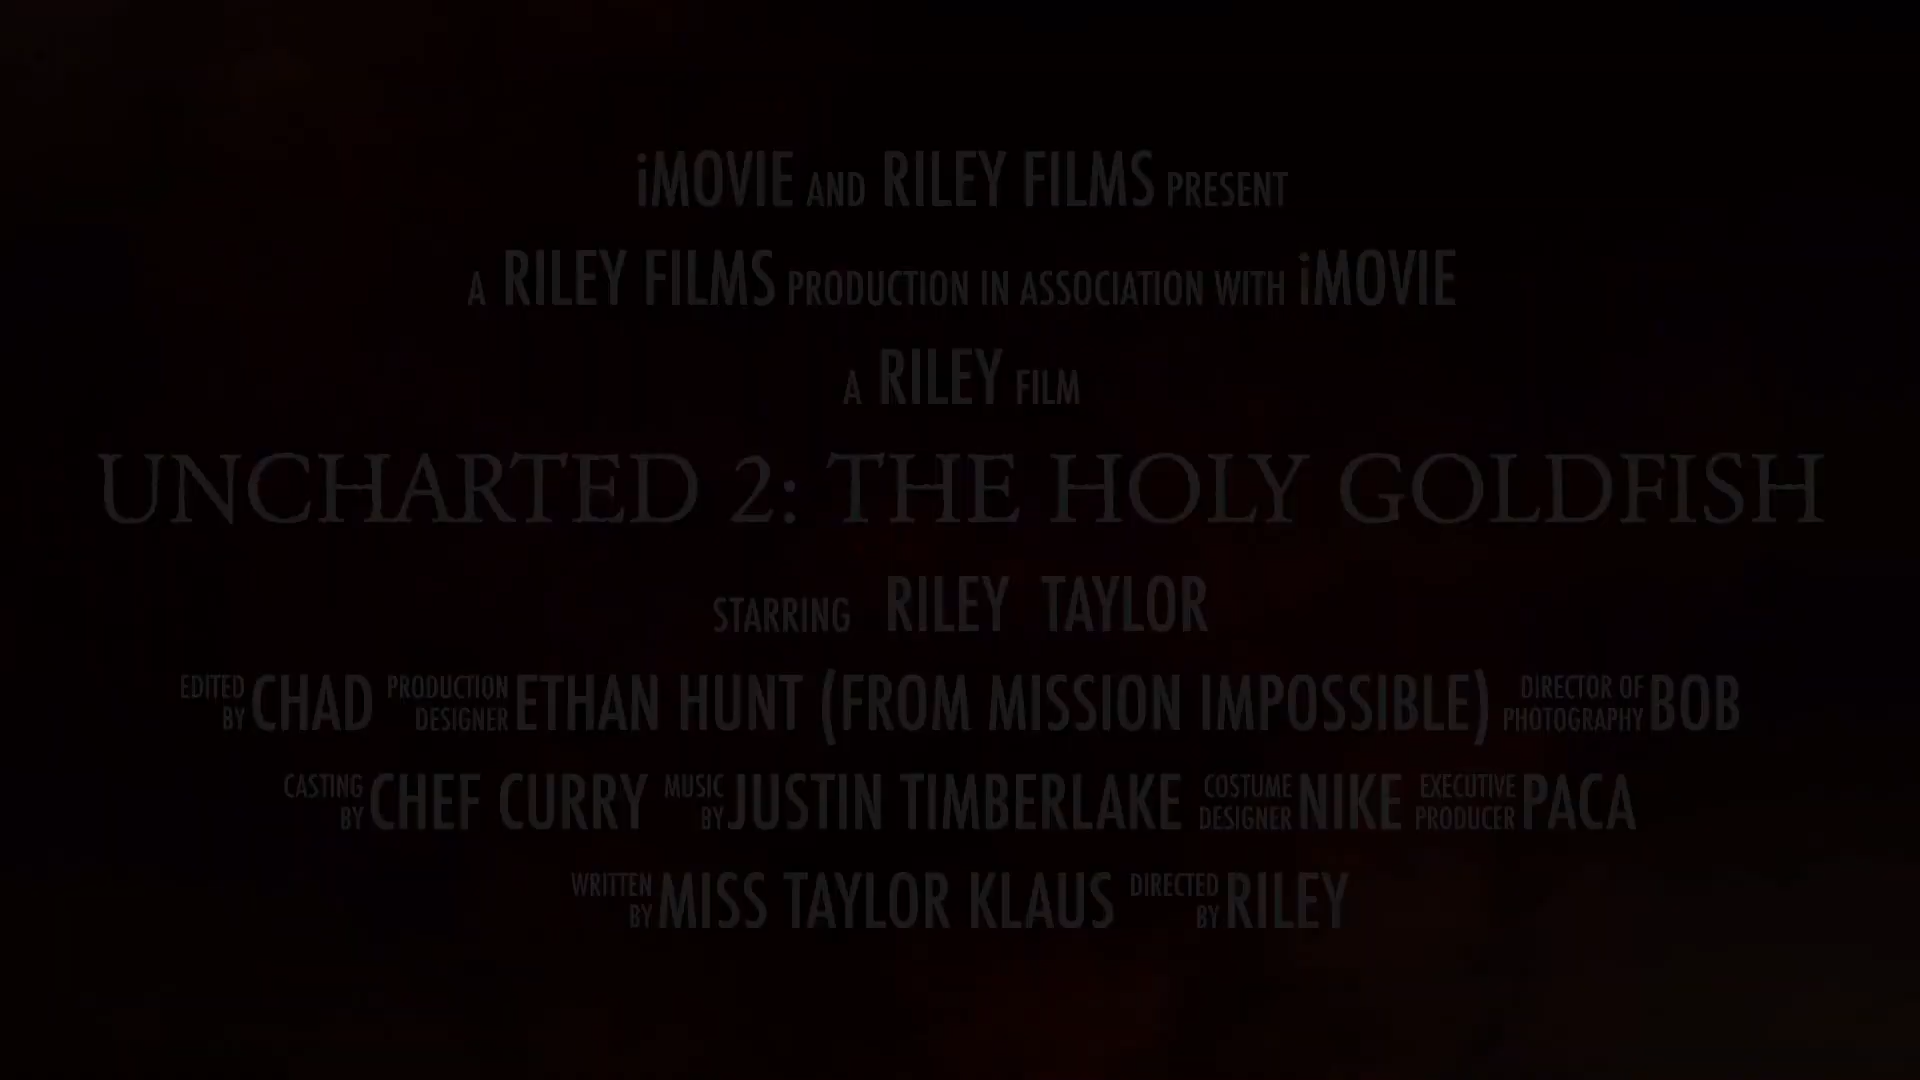 iMOVIE AND RILEY FILMS PRESENT
A RILEY FILMS PRODUCTION IN ASSOCIATION WITH iMOVIE
A RILEY FILM
UNCHARTED 2: THE HOLY GOLDFISH
STARRING RILEY TAYLOR
EDITED BY CHAD PRODUCTION DESIGNER ETHAN HUNT (FROM MISSION IMPOSSIBLE) DIRECTOR OF PHOTOGRAPHY BOB
CASTING BY CHEF CURRY MUSIC BY JUSTIN TIMBERLAKE COSTUME DESIGNER NIKE EXECUTIVE PRODUCER PACA
WRITTEN BY MISS TAYLOR KLAUS DIRECTED BY RILEY